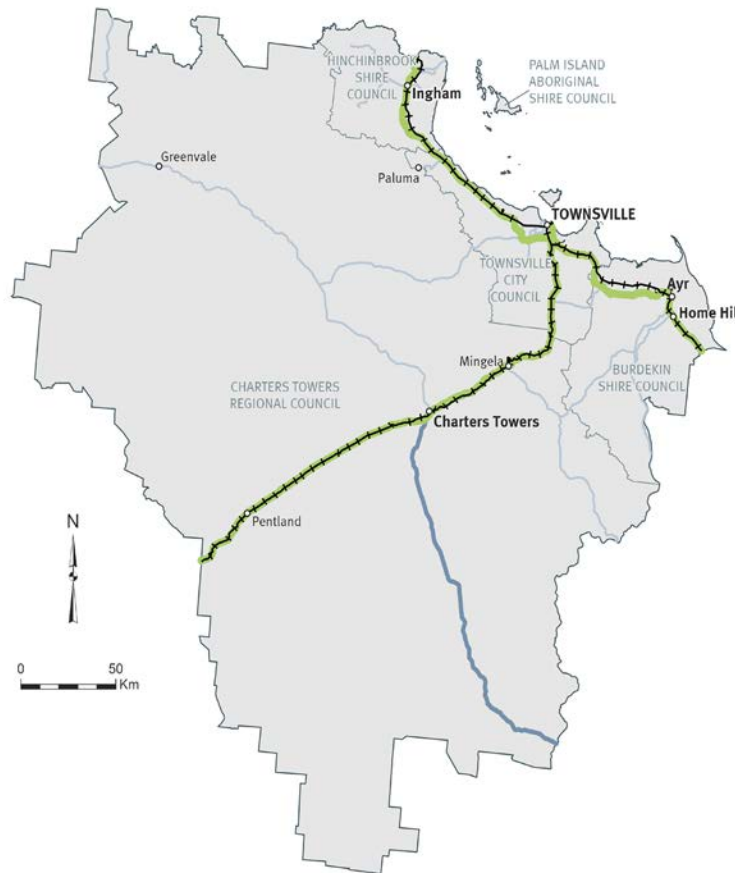 HINCHINBROOK
SHIRE
COUNCIL
PALM ISLAND
ABORIGINAL
SHIRE COUNCIL
Ingham
Greenvale
Paluma
TOWNSVILLE
TOWNSVILLE
CITY
COUNCIL
Ayr
Home Hil
Mingela
BURDEKIN
SHIRE COUNCIL
CHARTERS TOWERS
REGIONAL COUNCIL
Charters Towers
Pentland
N
0 50
Km